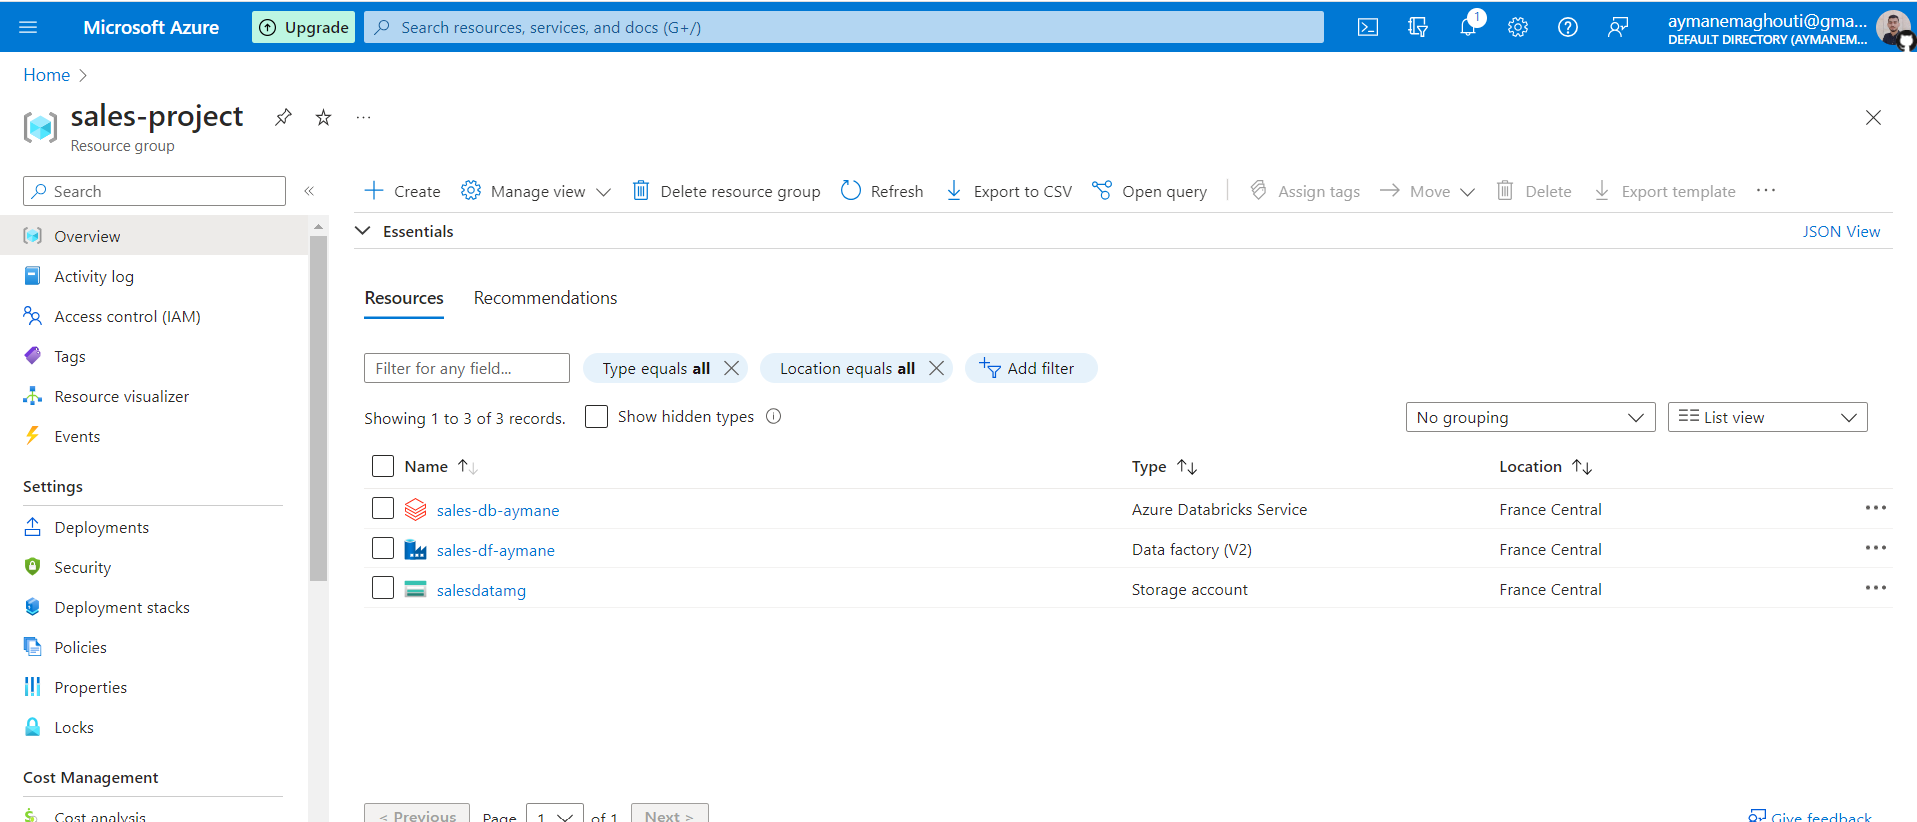 Microsoft Azure
Upgrade
Search resources, services, and docs (G+/)
1
aymanemaghouti@gma...
DEFAULT DIRECTORY (AYMANEM...
Home
sales-project
...
Resource group
Search
«
Create
Manage view
Delete resource group
Refresh
Export to CSV
Open query
Assign tags
Move
Delete
Export template
...
Overview
Activity log
Access control (IAM)
Tags
Resource visualizer
Events
Settings
Deployments
Security
Deployment stacks
Policies
Properties
Locks
Cost Management
Cost analysis
Essentials
JSON View
Resources
Recommendations
Filter for any field...
Type equals all
Location equals all
Add filter
Showing 1 to 3 of 3 records.
Show hidden types
No grouping
List view
Name Type Location
sales-db-aymane Azure Databricks Service France Central ...
sales-df-aymane Data factory (V2) France Central ...
salesdatamg Storage account France Central ...
< Previous Page 1 of 1 Next >
Give feedback